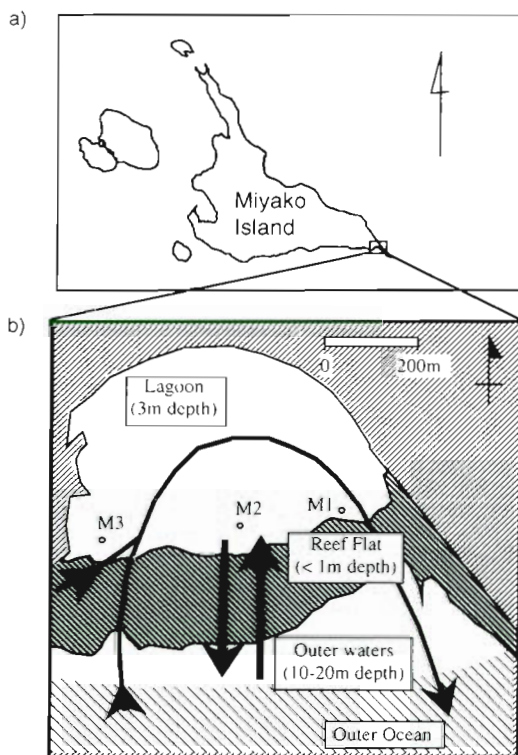 a)
Miyako
Island
b)
0 200m
Lagoon
(3m depth)
M3
M2
M1
Reef Flat
(< 1m depth)
Outer waters
(10-20m depth)
Outer Ocean